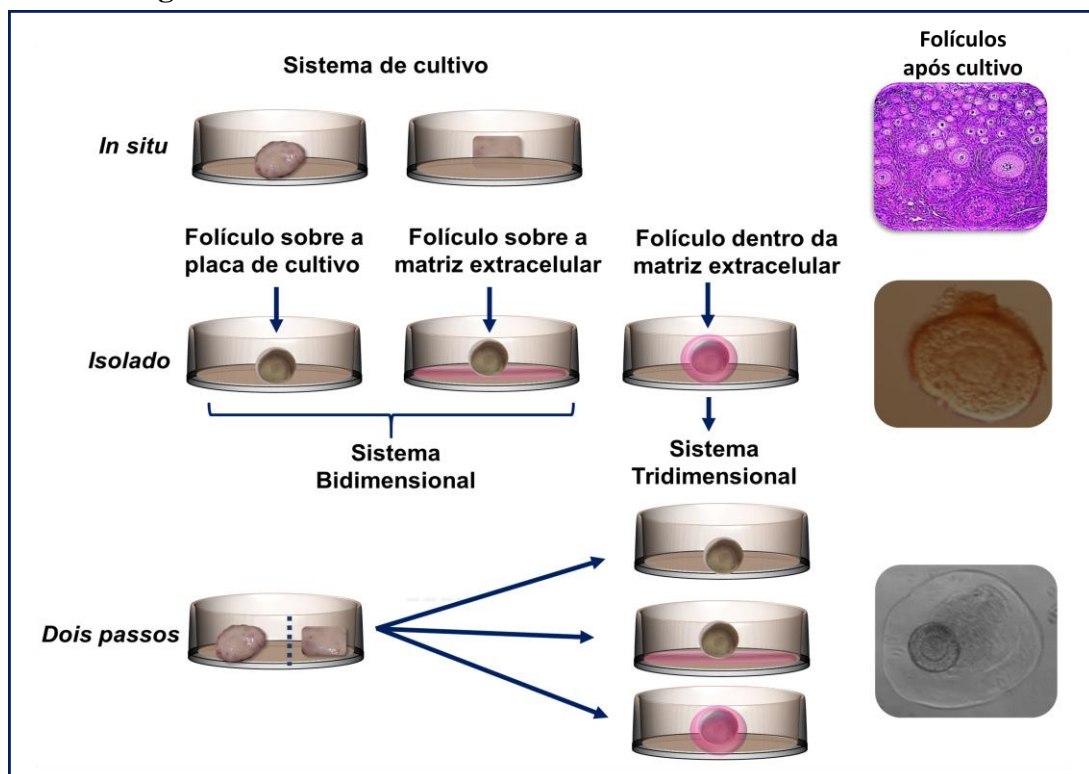 Folículos
após cultivo
Sistema de cultivo
In situ
Folículo sobre a
placa de cultivo
Folículo sobre a
matriz extracelular
Folículo dentro da
matriz extracelular
Isolado
Sistema
Bidimensional
Sistema
Tridimensional
Dois passos